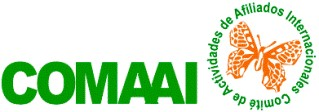 COMAAI
Comité de Actividades de Afiliados Internacionales